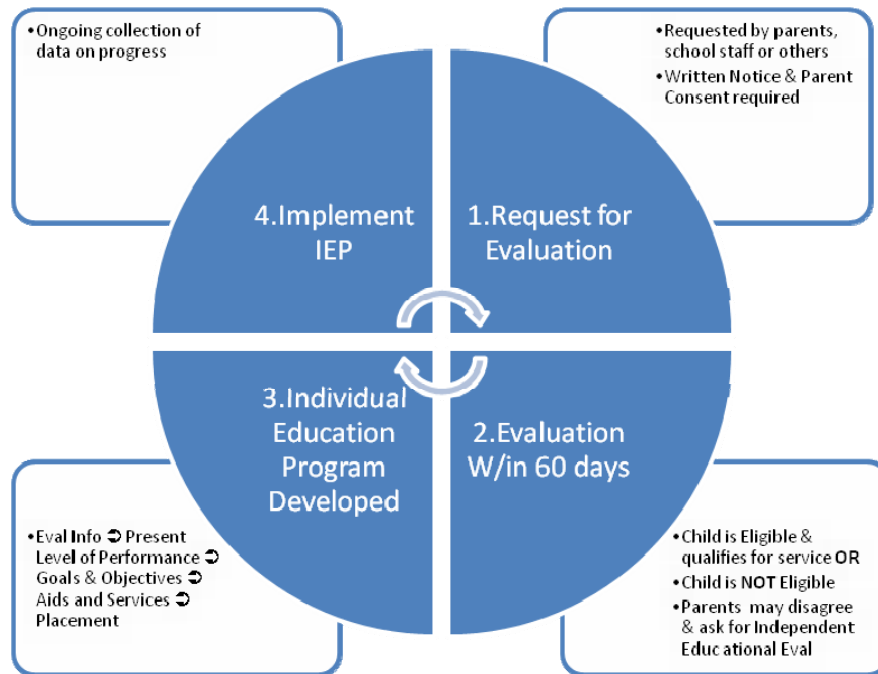 •Ongoing collection of
data on progress
•Requested by parents,
school staff or others
•Written Notice & Parent
Consent required
4.Implement
IEP
1.Request for
Evaluation
3.Individual
Education
Program
Developed
2.Evaluation
W/in 60 days
•Eval Info ➲ Present
Level of Performance ➲
Goals & Objectives ➲
Aids and Services ➲
Placement
•Child is Eligible &
qualifies for service OR
•Child is NOT Eligible
•Parents may disagree
& ask for Independent
Educational Eval